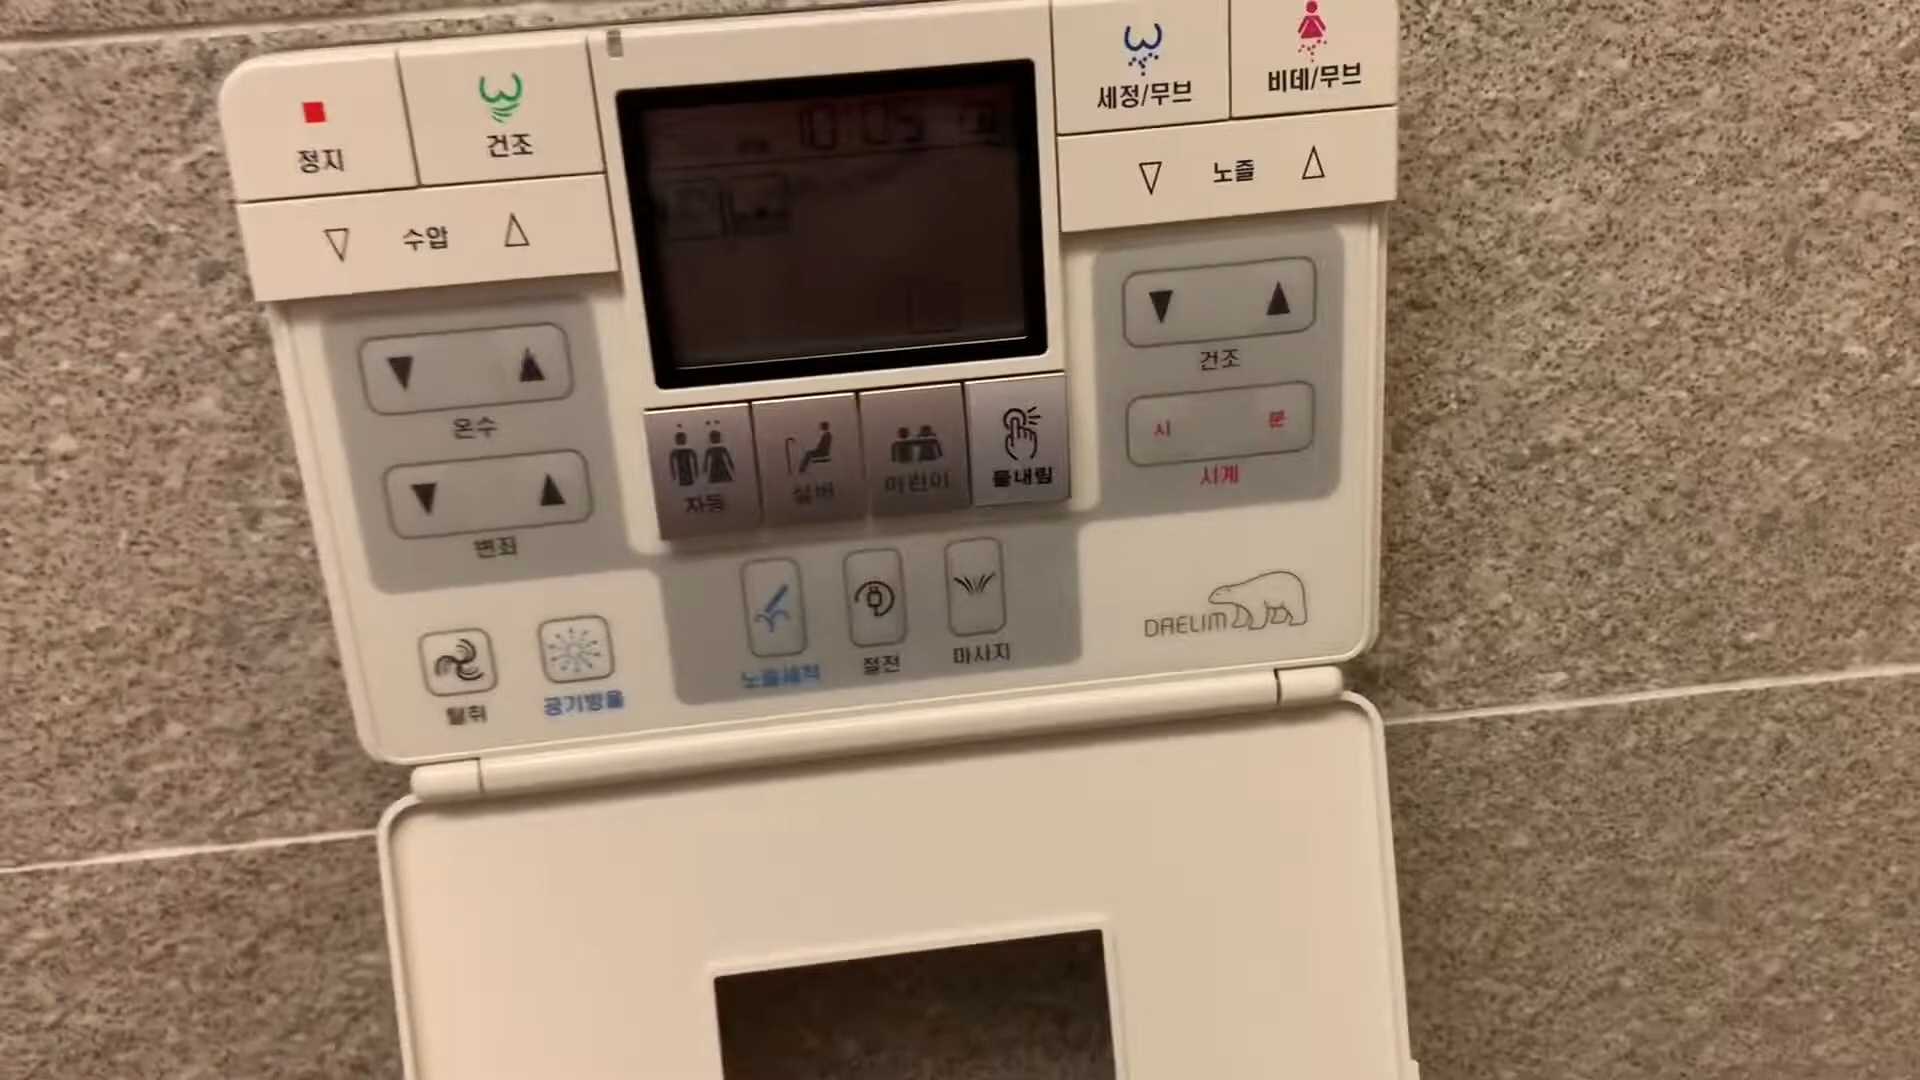 정지
건조
10:05
세정/무브
비데/무브
수압
노즐
온수
건조
변좌
자동
실버
어린이
물내림
시
분
시계
탈취
공기방울
노즐세척
절전
마사지
DAELIM